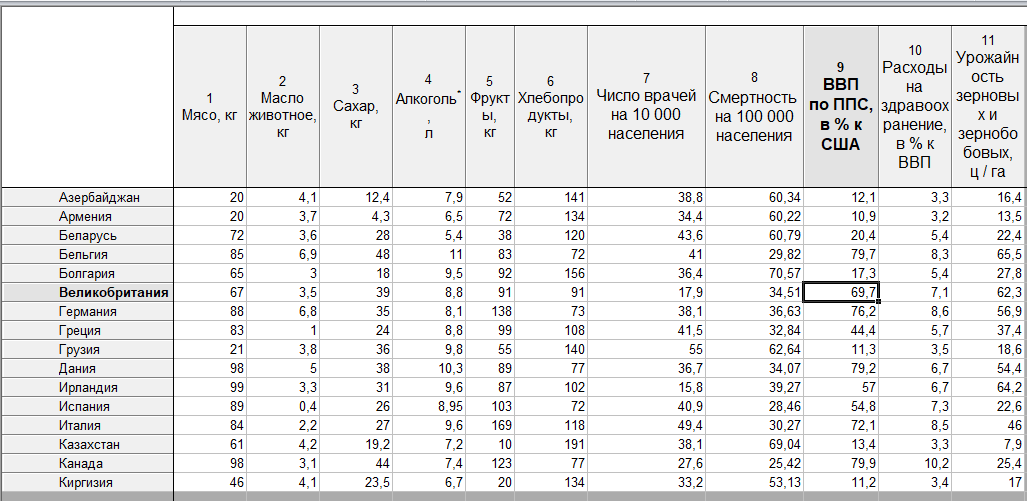 1 Мясо, кг
2 Масло животное, кг
3 Сахар, кг
4 Алкоголь*, л
5 Фрукты, кг
6 Хлебопродукты, кг
7 Число врачей на 10 000 населения
8 Смертность на 100 000 населения
9 ВВП по ППС, в % к США
10 Расходы на здравоохранение, в % к ВВП
11 Урожайность зерновых и зернобобовых, ц / га
Азербайджан 20 4,1 12,4 7,9 52 141 38,8 60,34 12,1 3,3 16,4
Армения 20 3,7 4,3 6,5 72 134 34,4 60,22 10,9 3,2 13,5
Беларусь 72 3,6 28 5,4 38 120 43,6 60,79 20,4 5,4 22,4
Бельгия 85 6,9 48 11 83 72 41 29,82 79,7 8,3 65,5
Болгария 65 3 18 9,5 92 156 36,4 70,57 17,3 5,4 27,8
Великобритания 67 3,5 39 8,8 91 91 17,9 34,51 69,7 7,1 62,3
Германия 88 6,8 35 8,1 138 73 38,1 36,63 76,2 8,6 56,9
Греция 83 1 24 8,8 99 108 41,5 32,84 44,4 5,7 37,4
Грузия 21 3,8 36 9,8 55 140 55 62,64 11,3 3,5 18,6
Дания 98 5 38 10,3 89 77 36,7 34,07 79,2 6,7 54,4
Ирландия 99 3,3 31 9,6 87 102 15,8 39,27 57 6,7 64,2
Испания 89 0,4 26 8,95 103 72 40,9 28,46 54,8 7,3 22,6
Италия 84 2,2 27 9,6 169 118 49,4 30,27 72,1 8,5 46
Казахстан 61 4,2 19,2 7,2 10 191 38,1 69,04 13,4 3,3 7,9
Канада 98 3,1 44 7,4 123 77 27,6 25,42 79,9 10,2 25,4
Киргизия 46 4,1 23,5 6,7 20 134 33,2 53,13 11,2 3,4 17